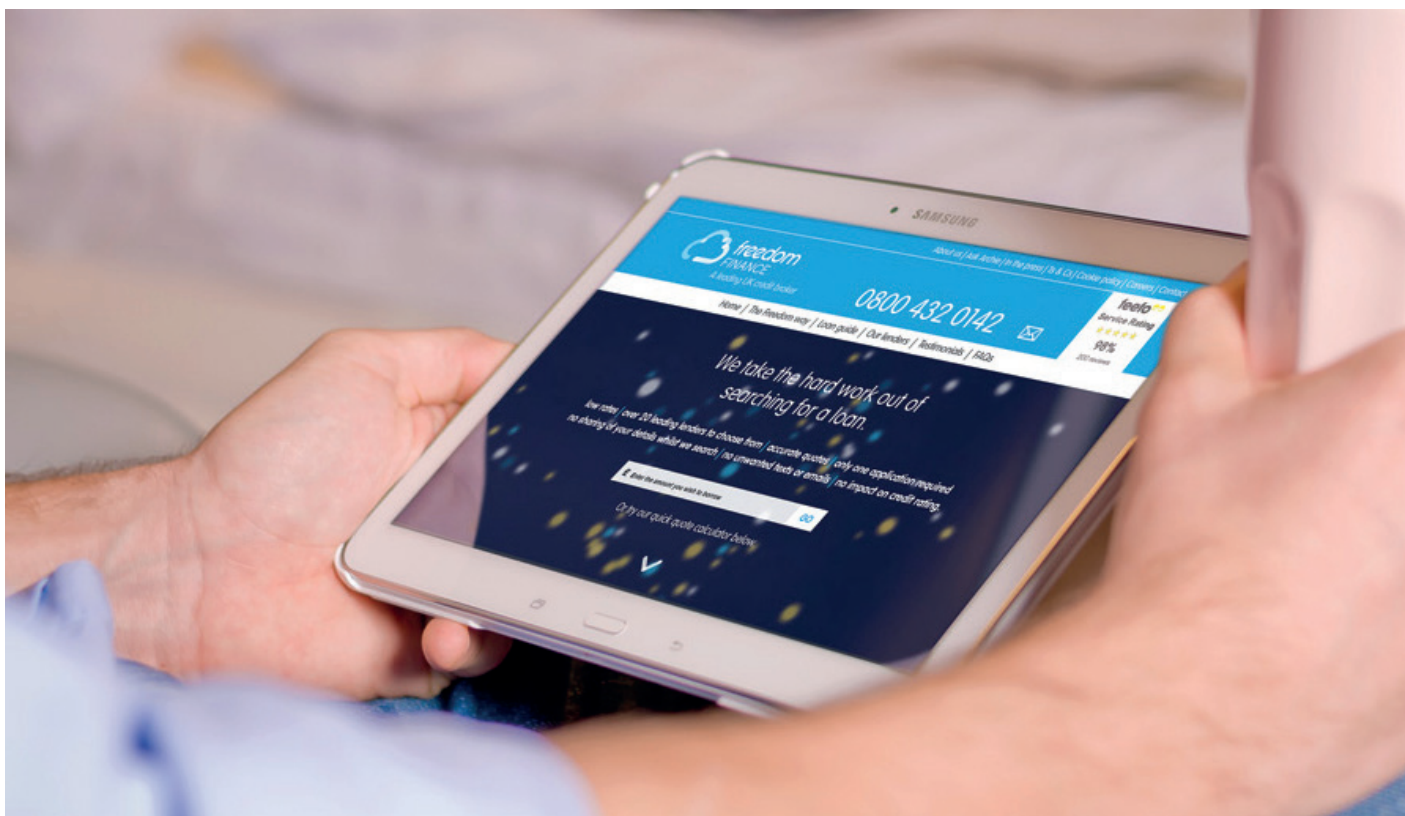 SAMSUNG
About us | Ask Archie | In the press | Ts & Cs | Cookie policy | Careers | Contact
freedom
FINANCE
A leading UK credit broker
0800 432 0142
feefo
Service Rating
98%
200 reviews
Home | The Freedom way | Loan guide | Our lenders | Testimonials | FAQs
We take the hard work out of
searching for a loan.
low rates | over 20 leading lenders to choose from | accurate quotes | only one application required
no sharing of your details whilst we search | no unwanted texts or emails | no impact on credit rating.
£ Enter the amount you wish to borrow
GO
Or try our quick quote calculator below.